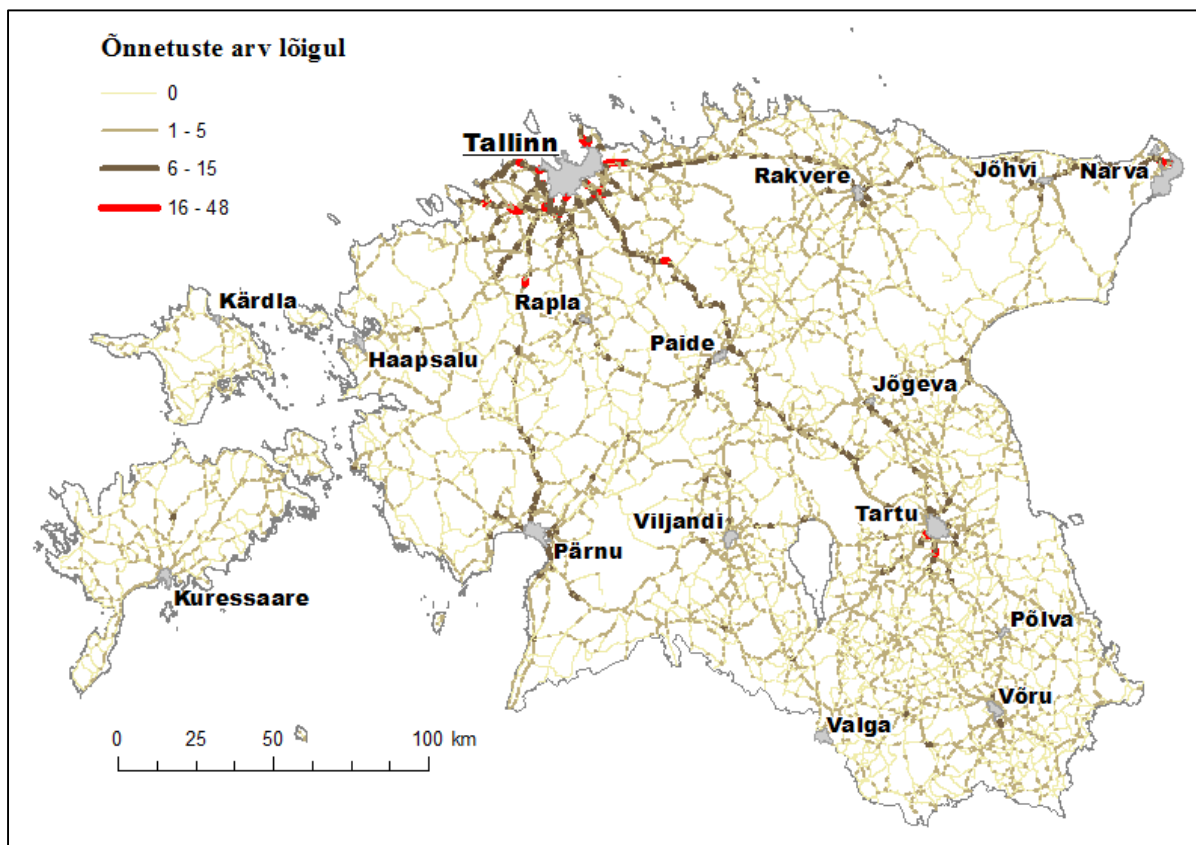 Õnnetuste arv lõigul
0
1 - 5
6 - 15
16 - 48
Tallinn
Rakvere
Jõhvi
Narva
Kärdla
Rapla
Haapsalu
Paide
Jõgeva
Tartu
Viljandi
Pärnu
Kuressaare
Põlva
Võru
Valga
0 25 50 100 km